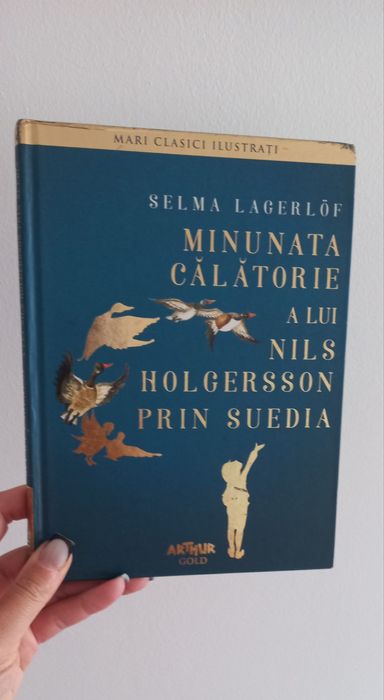 MARI CLASICI ILUSTRAȚI
SELMA LAGERLÖF
MINUNATA
CĂLĂTORIE
A LUI
NILS
HOLGERSSON
PRIN SUEDIA
ARTHUR
GOLD